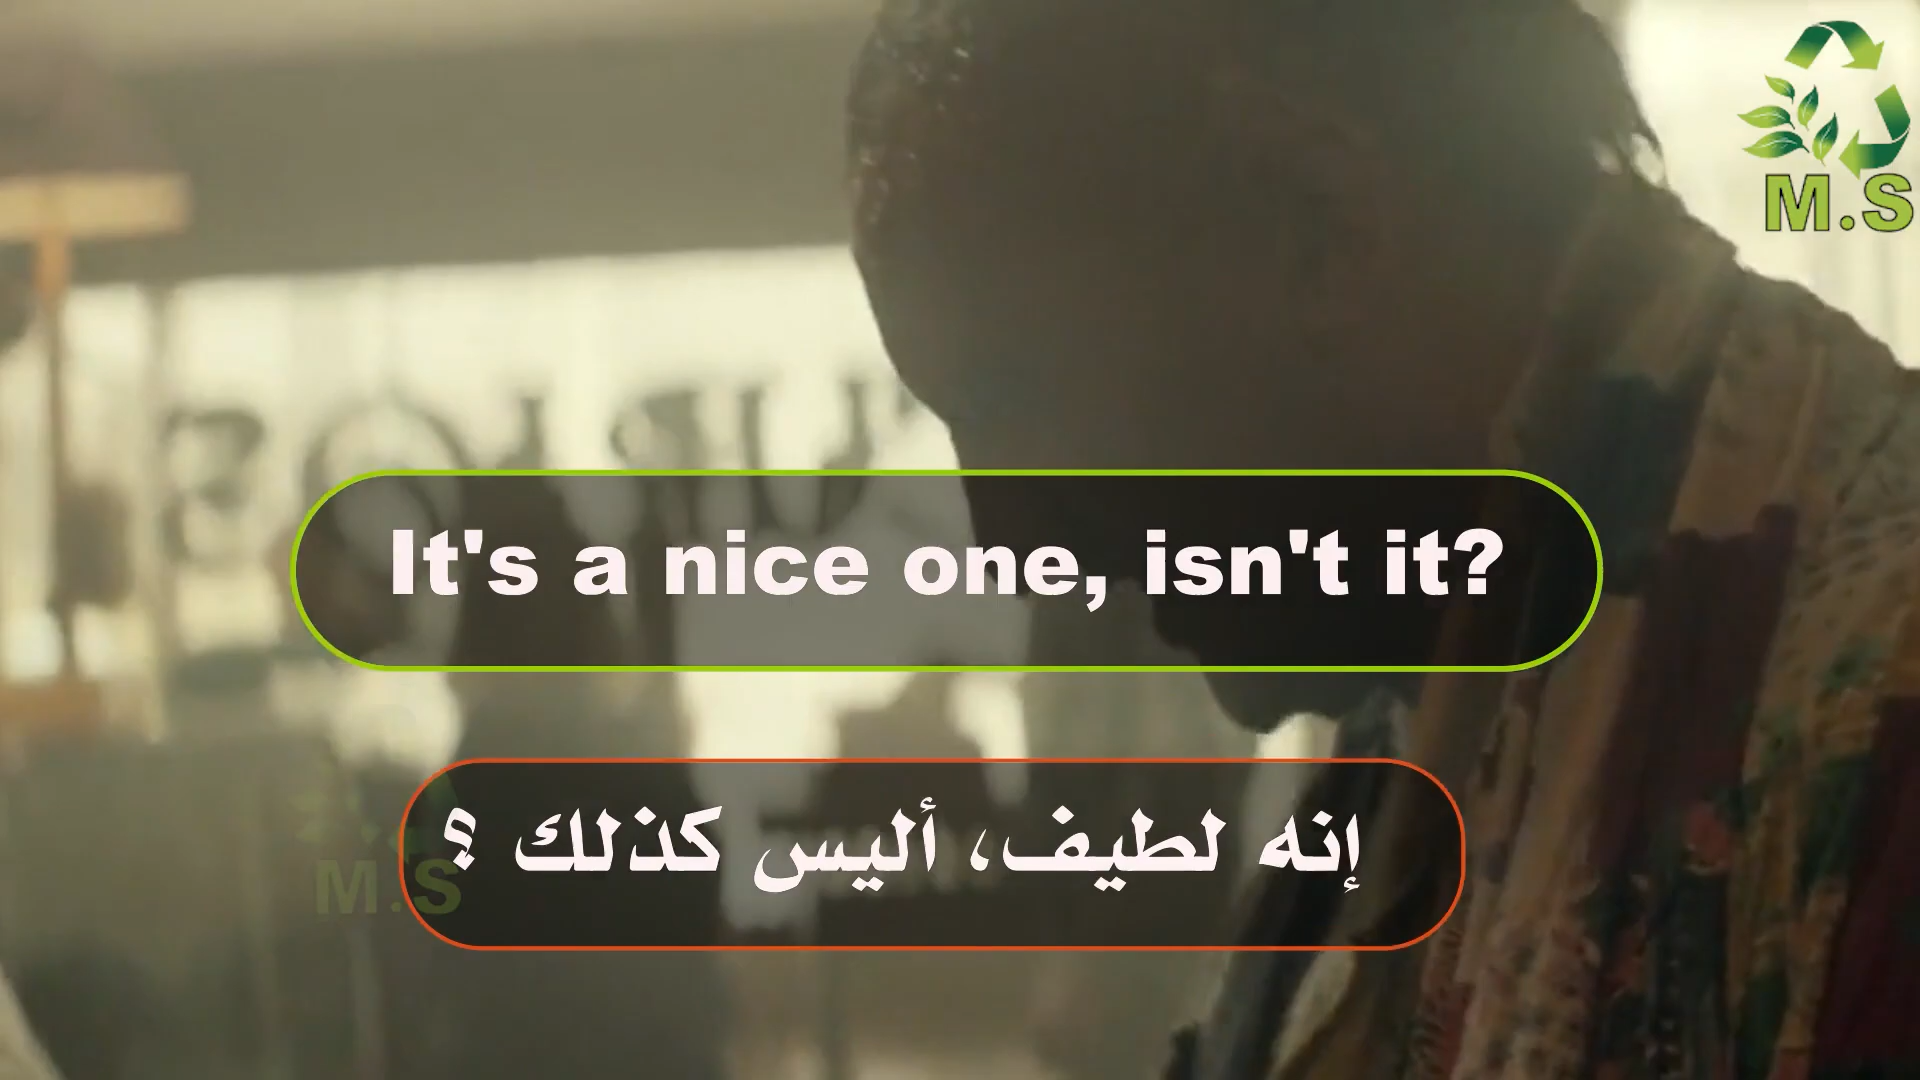 M.S
It's a nice one, isn't it?
إنه لطيف، أليس كذلك ؟
M.S